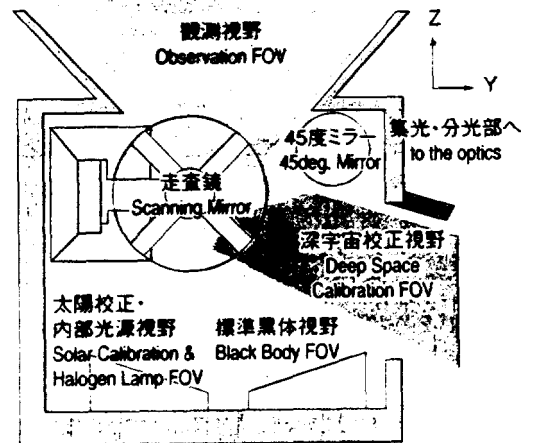 観測視野
Observation FOV
Z
Y
45度ミラー
45deg. Mirror
集光・分光部へ
to the optics
走査鏡
Scanning Mirror
深宇宙校正視野
Deep Space
Calibration FOV
太陽校正・
内部光源視野
Solar Calibration &
Halogen Lamp FOV
標準黒体視野
Black Body FOV